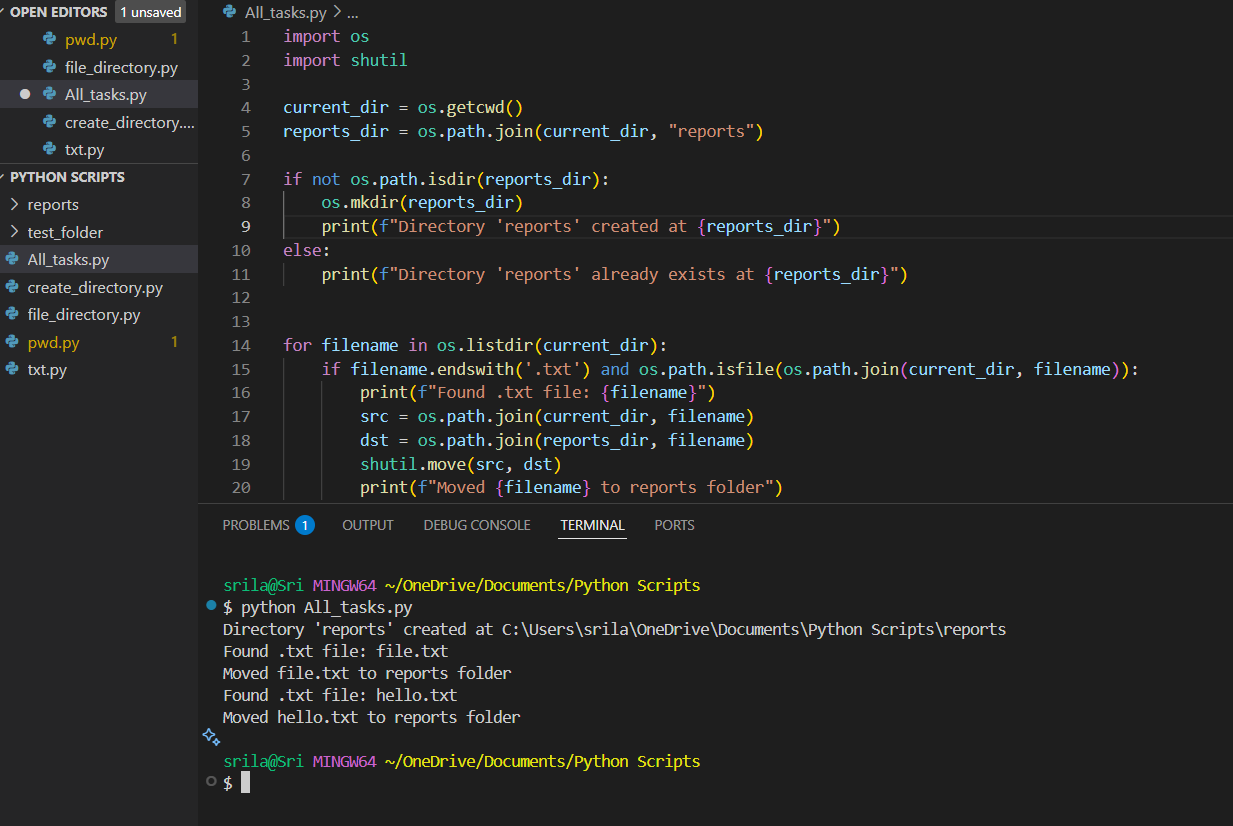 OPEN EDITORS 1 unsaved
pwd.py 1
file_directory.py
All_tasks.py
create_directory....
txt.py
PYTHON SCRIPTS
reports
test_folder
All_tasks.py
create_directory.py
file_directory.py
pwd.py 1
txt.py
All_tasks.py > ...
1 import os
2 import shutil
3
4 current_dir = os.getcwd()
5 reports_dir = os.path.join(current_dir, "reports")
6
7 if not os.path.isdir(reports_dir):
8     os.mkdir(reports_dir)
9     print(f"Directory 'reports' created at {reports_dir}")
10 else:
11     print(f"Directory 'reports' already exists at {reports_dir}")
12
13
14 for filename in os.listdir(current_dir):
15     if filename.endswith('.txt') and os.path.isfile(os.path.join(current_dir, filename)):
16         print(f"Found .txt file: {filename}")
17         src = os.path.join(current_dir, filename)
18         dst = os.path.join(reports_dir, filename)
19         shutil.move(src, dst)
20         print(f"Moved {filename} to reports folder")
PROBLEMS 1 OUTPUT DEBUG CONSOLE TERMINAL PORTS
srila@Sri MINGW64 ~/OneDrive/Documents/Python Scripts
$ python All_tasks.py
Directory 'reports' created at C:\Users\srila\OneDrive\Documents\Python Scripts\reports
Found .txt file: file.txt
Moved file.txt to reports folder
Found .txt file: hello.txt
Moved hello.txt to reports folder
srila@Sri MINGW64 ~/OneDrive/Documents/Python Scripts
$